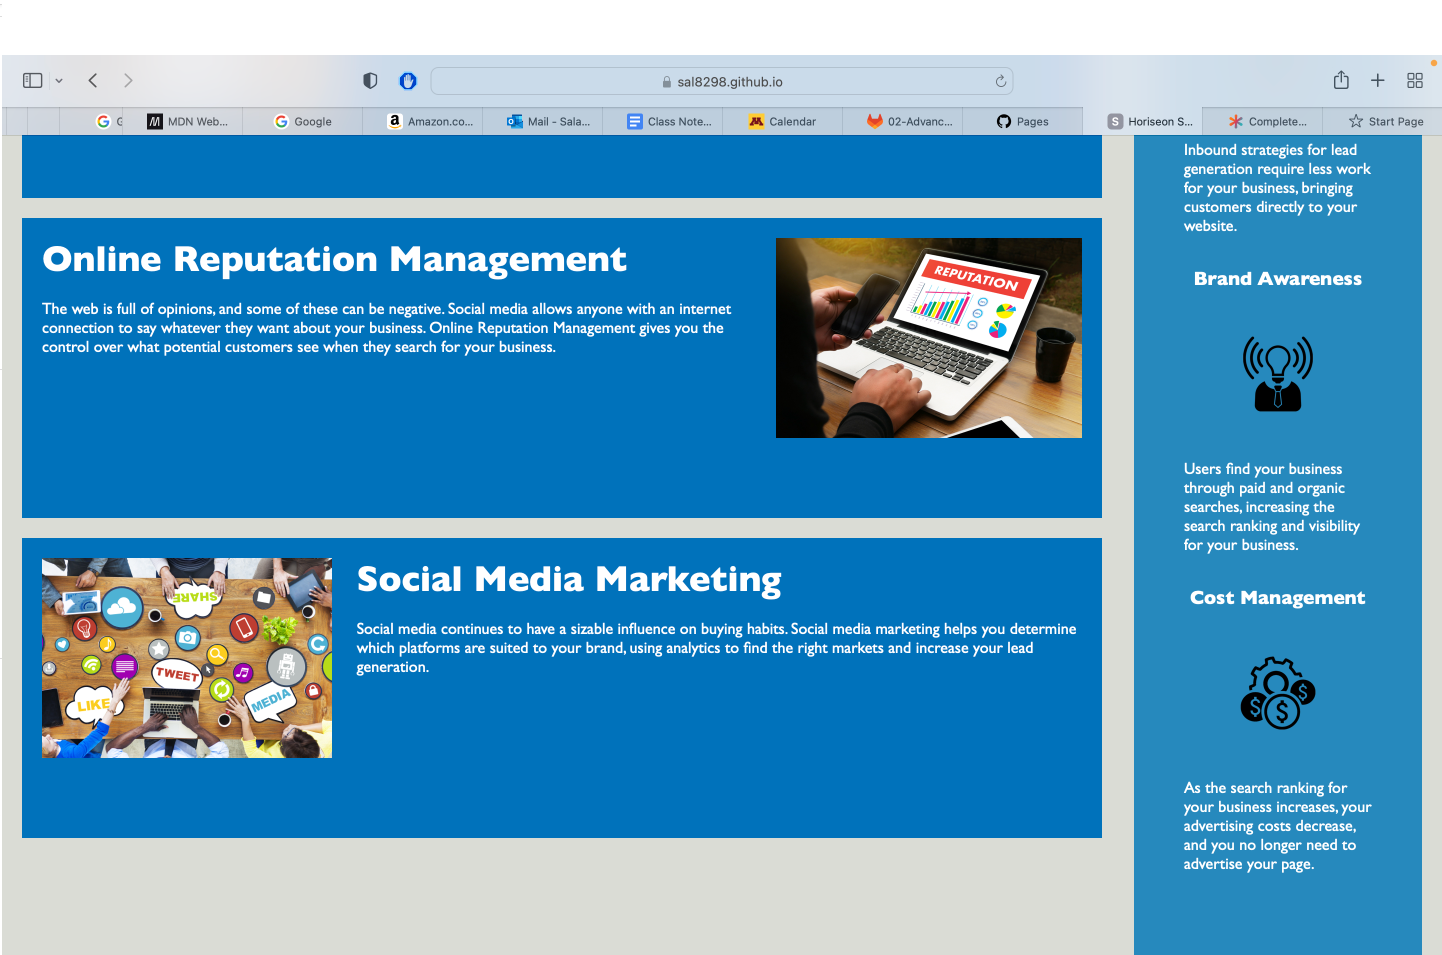 sal8298.github.io
G
MDN Web...
Google
Amazon.co...
Mail - Sala...
Class Note...
Calendar
02-Advanc...
Pages
S
Horiseon S...
Complete...
Start Page
Online Reputation Management
The web is full of opinions, and some of these can be negative. Social media allows anyone with an internet
connection to say whatever they want about your business. Online Reputation Management gives you the
control over what potential customers see when they search for your business.
REPUTATION
Social Media Marketing
Social media continues to have a sizable influence on buying habits. Social media marketing helps you determine
which platforms are suited to your brand, using analytics to find the right markets and increase your lead
generation.
SHARE
TWEET
LIKE
MEDIA
Inbound strategies for lead
generation require less work
for your business, bringing
customers directly to your
website.
Brand Awareness
Users find your business
through paid and organic
searches, increasing the
search ranking and visibility
for your business.
Cost Management
$ $ $
As the search ranking for
your business increases, your
advertising costs decrease,
and you no longer need to
advertise your page.